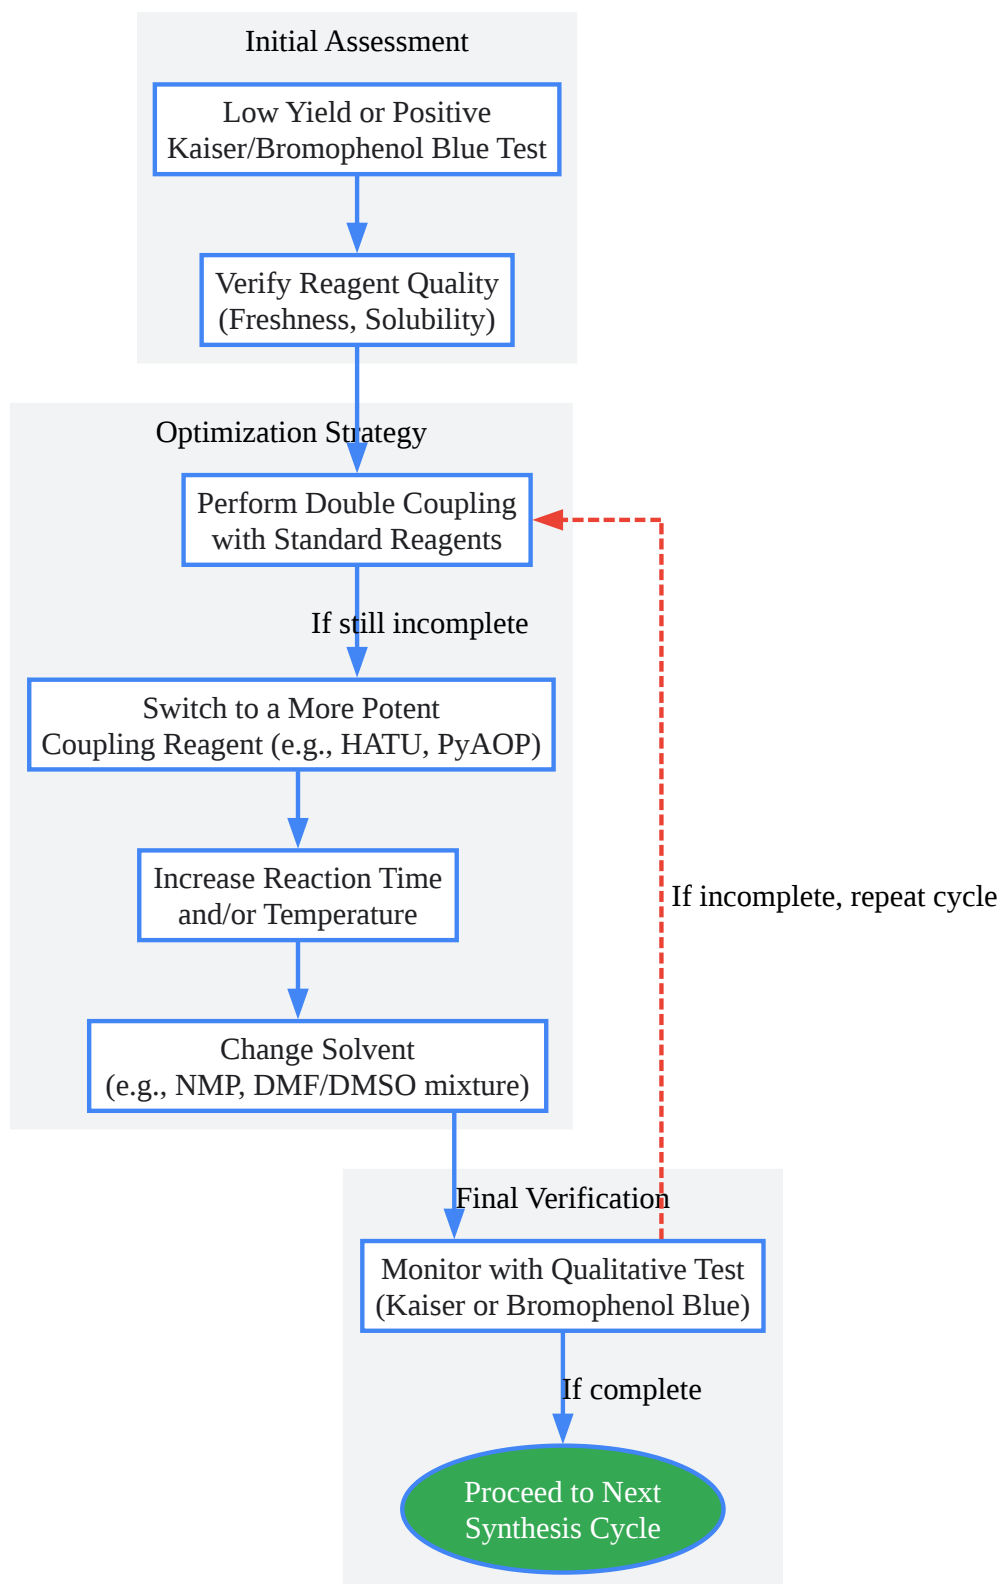 Initial Assessment
Low Yield or Positive
Kaiser/Bromophenol Blue Test
Verify Reagent Quality
(Freshness, Solubility)
Optimization Strategy
Perform Double Coupling
with Standard Reagents
If still incomplete
Switch to a More Potent
Coupling Reagent (e.g., HATU, PyAOP)
Increase Reaction Time
and/or Temperature
If incomplete, repeat cycle
Change Solvent
(e.g., NMP, DMF/DMSO mixture)
Final Verification
Monitor with Qualitative Test
(Kaiser or Bromophenol Blue)
If complete
Proceed to Next
Synthesis Cycle